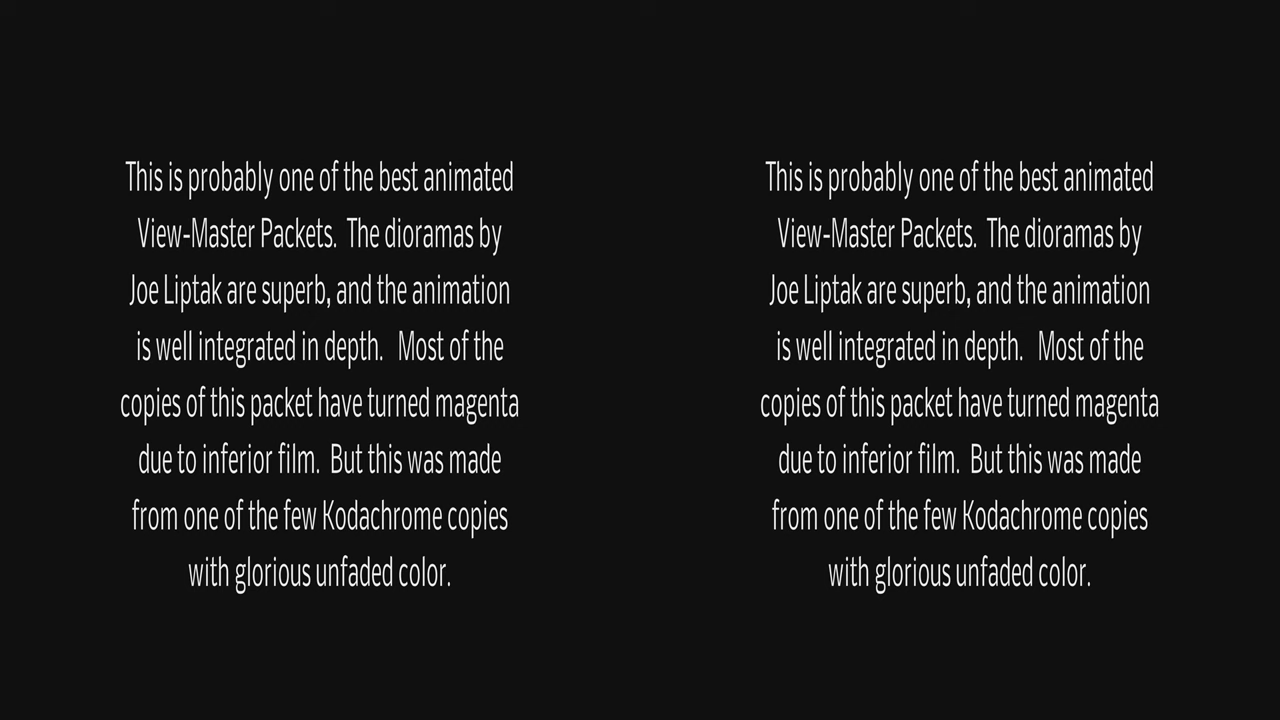 This is probably one of the best animated
View-Master Packets.  The dioramas by
Joe Liptak are superb, and the animation
is well integrated in depth.   Most of the
copies of this packet have turned magenta
due to inferior film.  But this was made
from one of the few Kodachrome copies
with glorious unfaded color.
This is probably one of the best animated
View-Master Packets.  The dioramas by
Joe Liptak are superb, and the animation
is well integrated in depth.   Most of the
copies of this packet have turned magenta
due to inferior film.  But this was made
from one of the few Kodachrome copies
with glorious unfaded color.